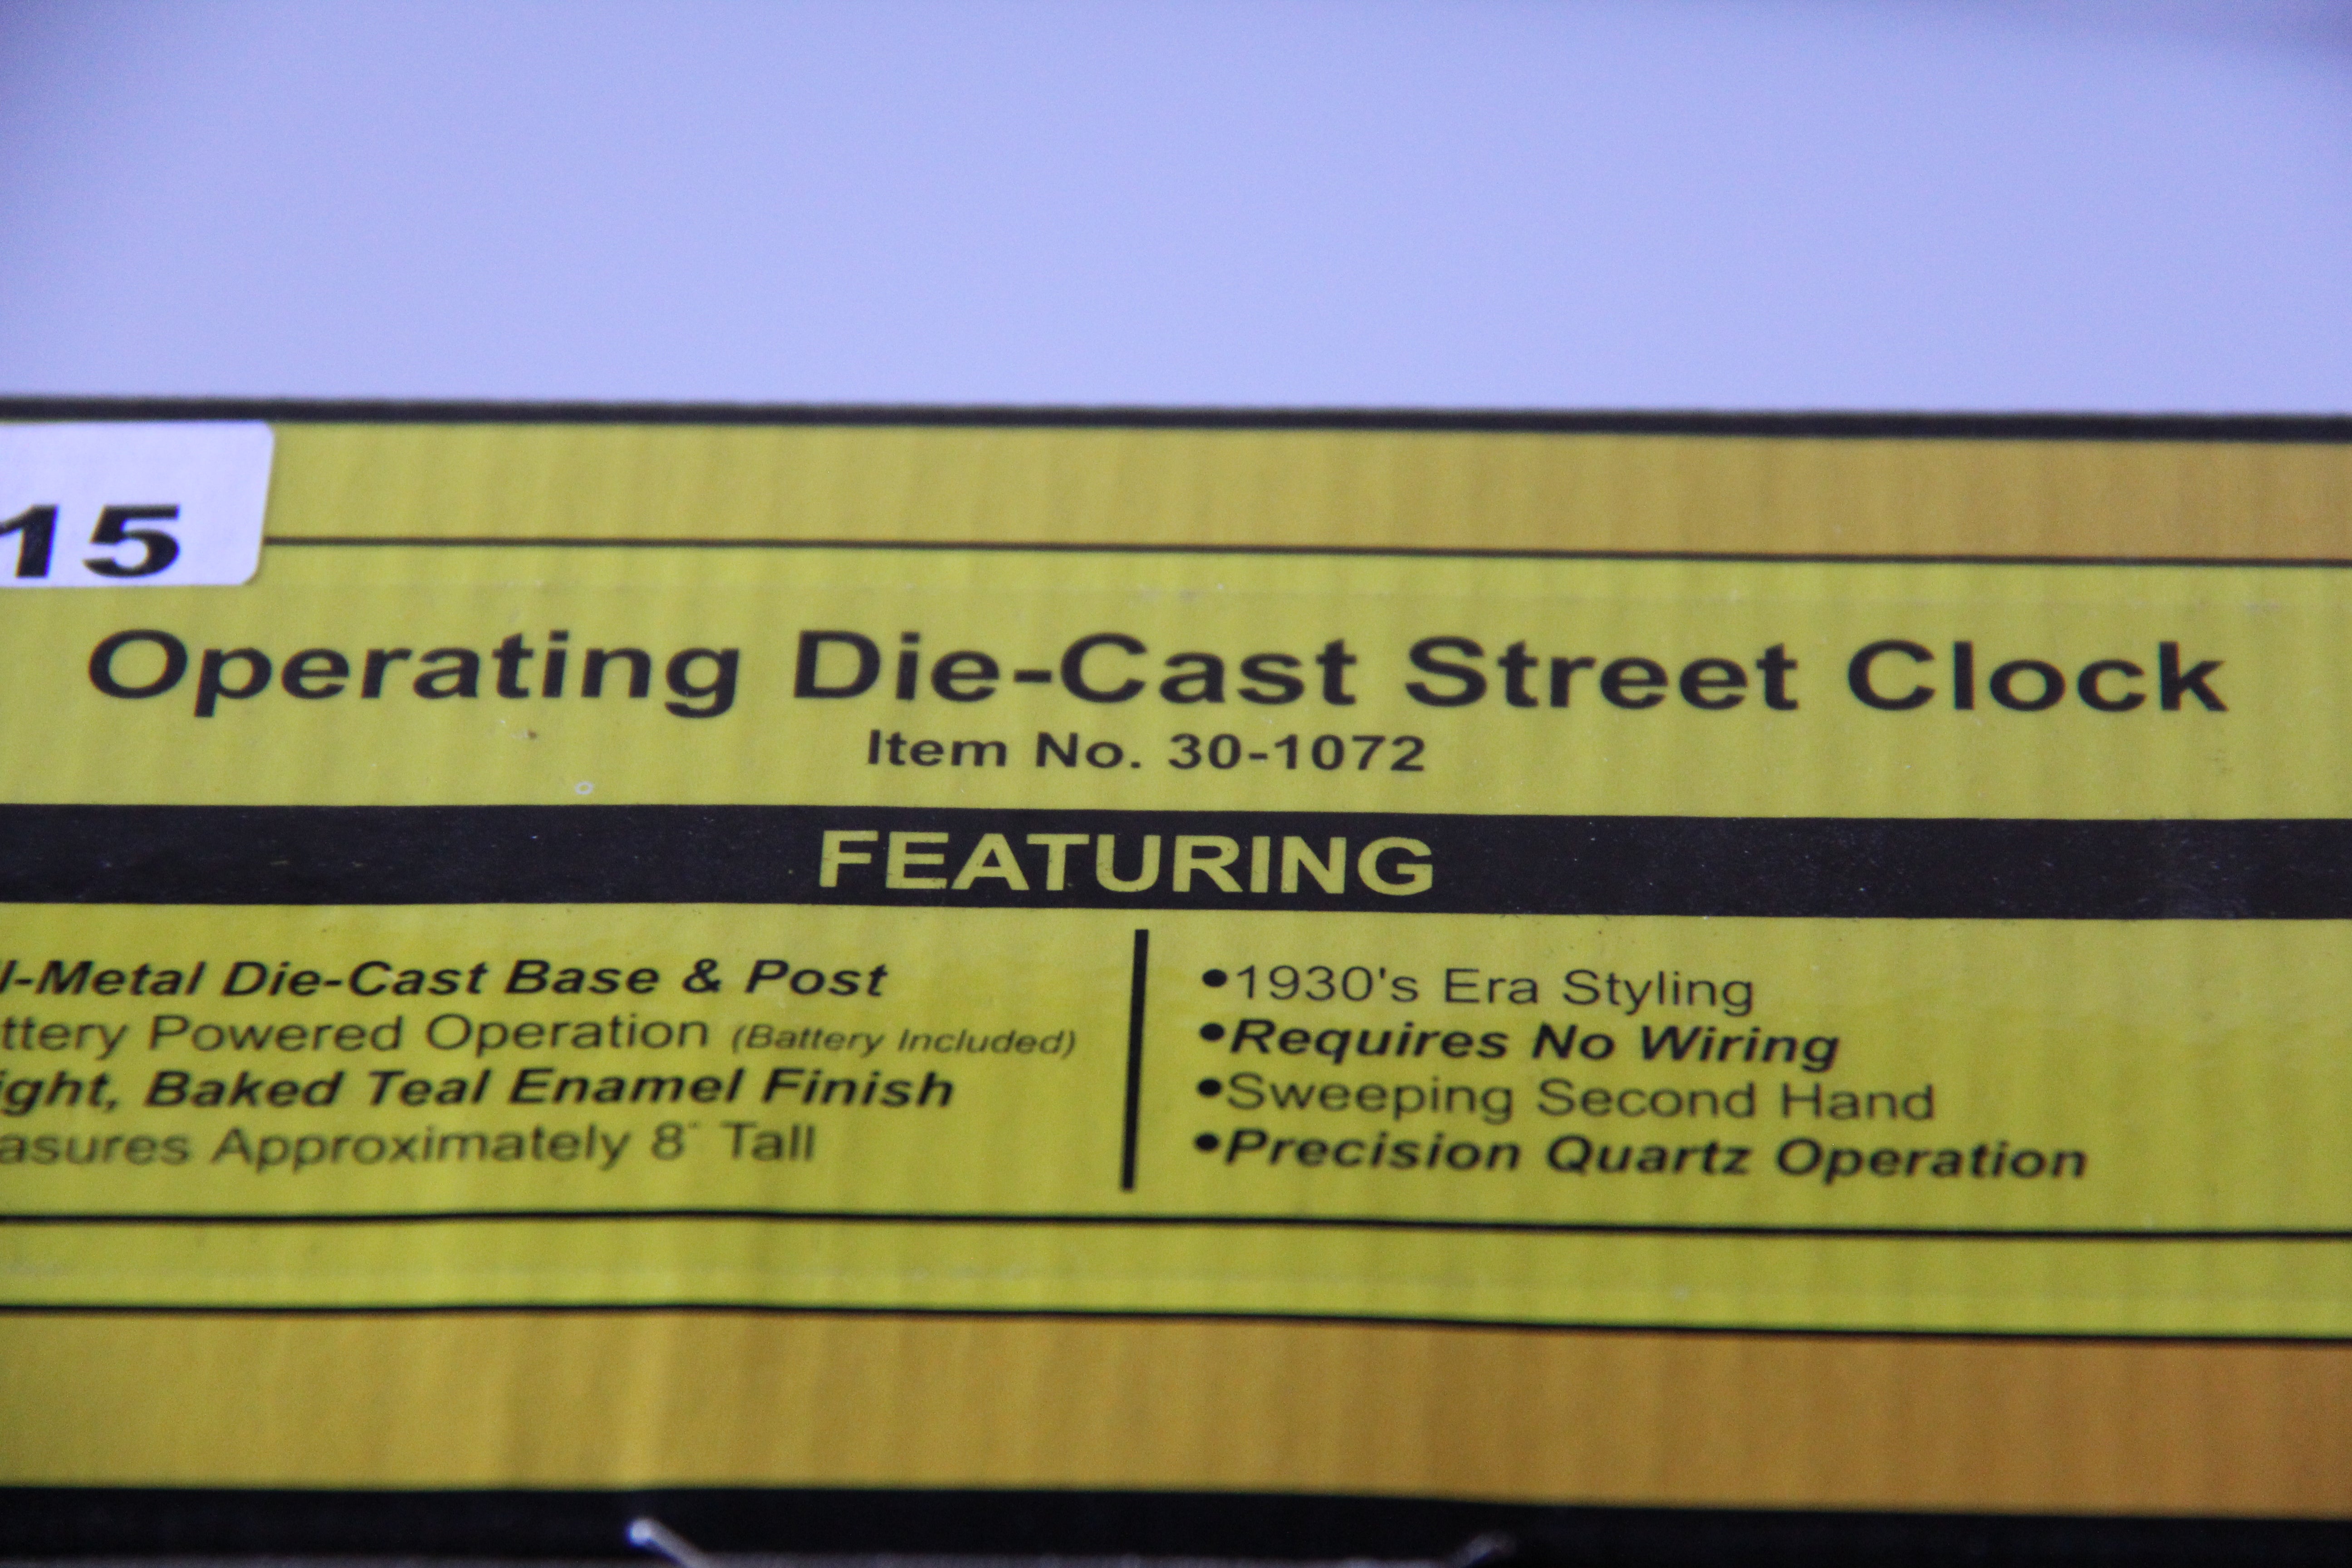 15
Operating Die-Cast Street Clock
Item No. 30-1072
FEATURING
l-Metal Die-Cast Base & Post
ttery Powered Operation (Battery Included)
ight, Baked Teal Enamel Finish
asures Approximately 8" Tall
•1930's Era Styling
•Requires No Wiring
•Sweeping Second Hand
•Precision Quartz Operation